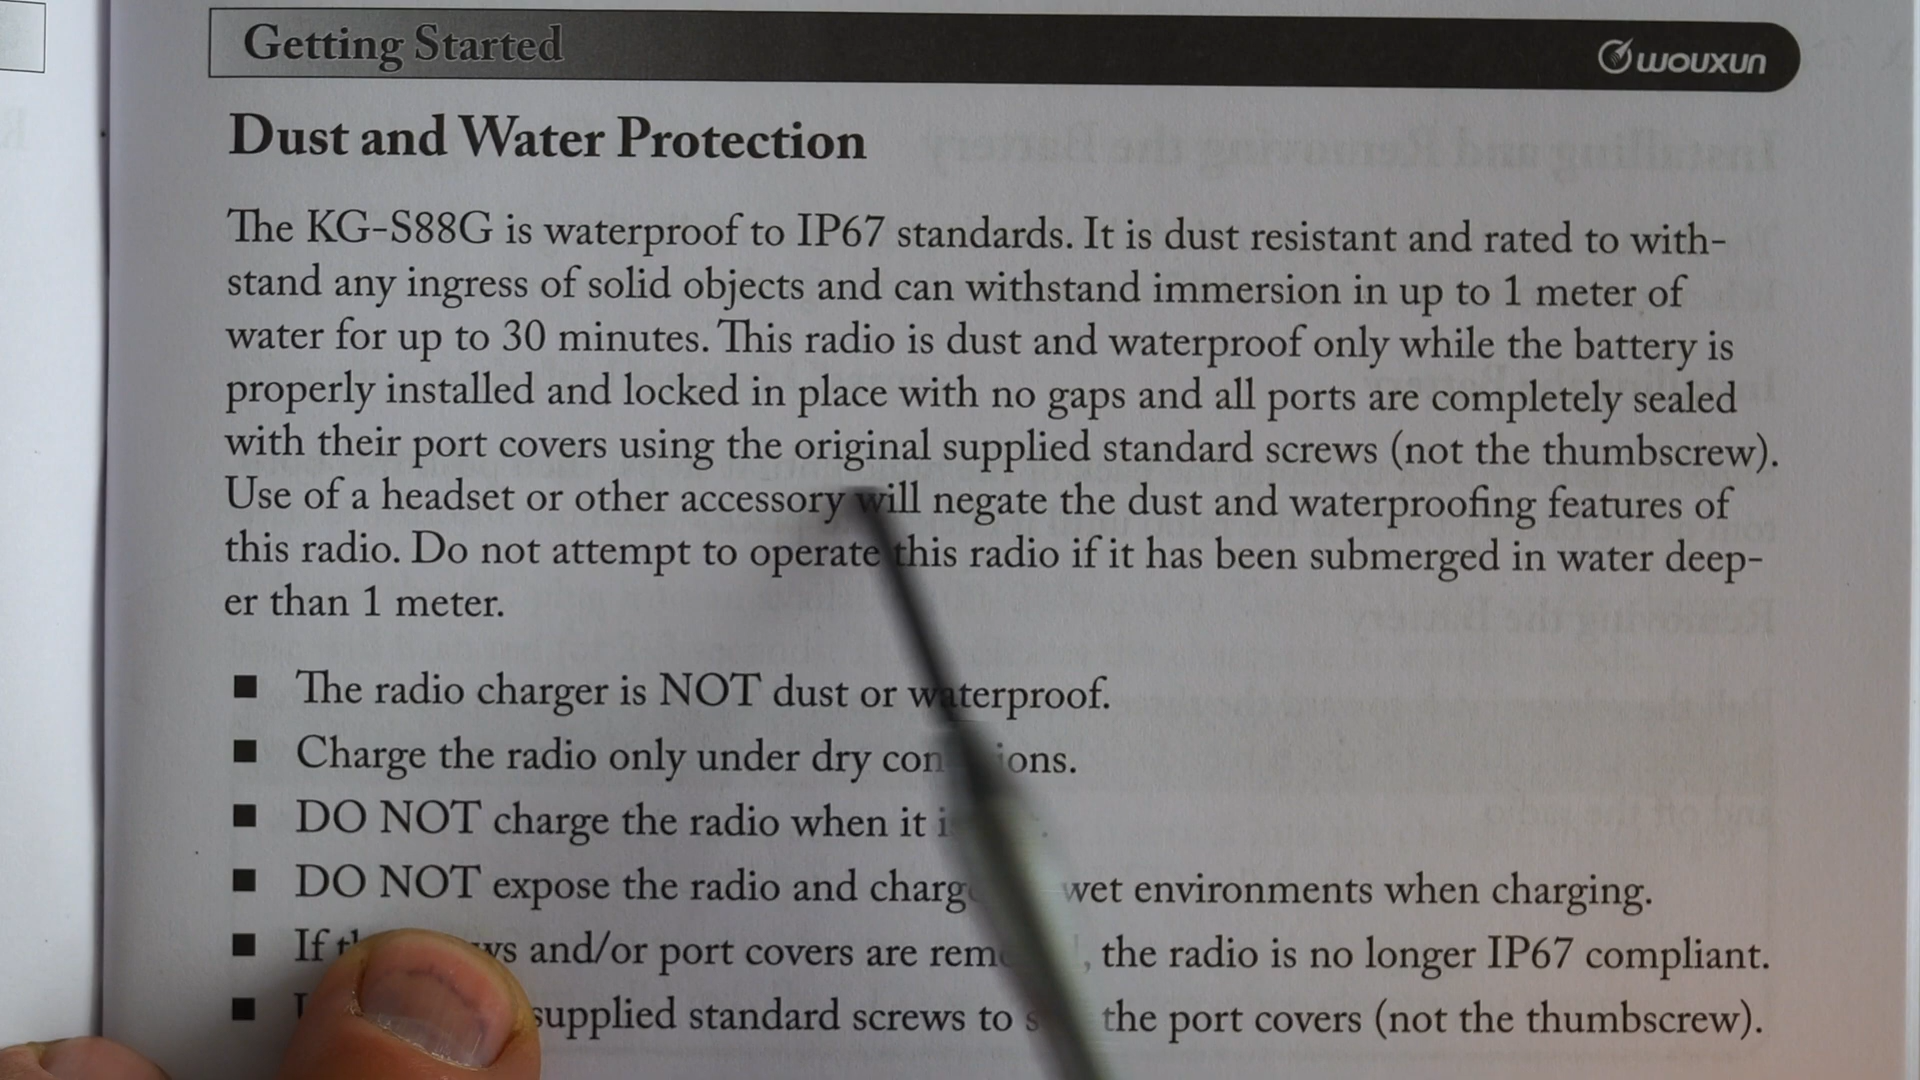 Getting Started
wouxun
Dust and Water Protection
The KG-S88G is waterproof to IP67 standards. It is dust resistant and rated to with-
stand any ingress of solid objects and can withstand immersion in up to 1 meter of
water for up to 30 minutes. This radio is dust and waterproof only while the battery is
properly installed and locked in place with no gaps and all ports are completely sealed
with their port covers using the original supplied standard screws (not the thumbscrew).
Use of a headset or other accessory will negate the dust and waterproofing features of
this radio. Do not attempt to operate this radio if it has been submerged in water deep-
er than 1 meter.
■ The radio charger is NOT dust or waterproof.
■ Charge the radio only under dry
■ DO NOT charge the radio when it
■ DO NOT expose the radio and wet environments when charging.
■ If and/or port covers are , the radio is no longer IP67 compliant.
■ supplied standard screws to the port covers (not the thumbscrew).